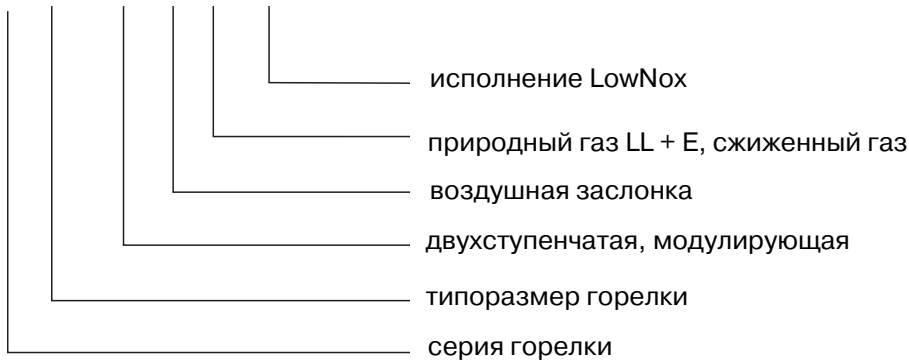 исполнение LowNox
природный газ LL + E, сжиженный газ
воздушная заслонка
двухступенчатая, модулирующая
типоразмер горелки
серия горелки